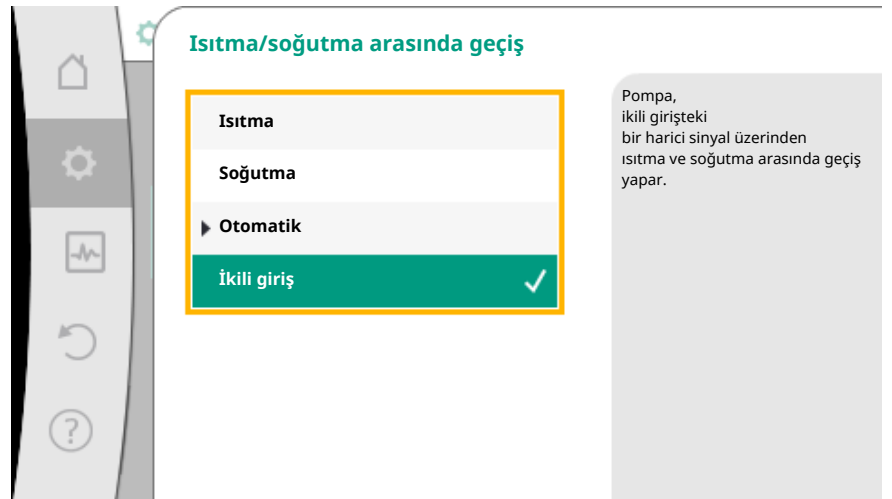 Isıtma/soğutma arasında geçiş
Isıtma
Soğutma
Otomatik
İkili giriş
Pompa,
ikili girişteki
bir harici sinyal üzerinden
ısıtma ve soğutma arasında geçiş
yapar.
?